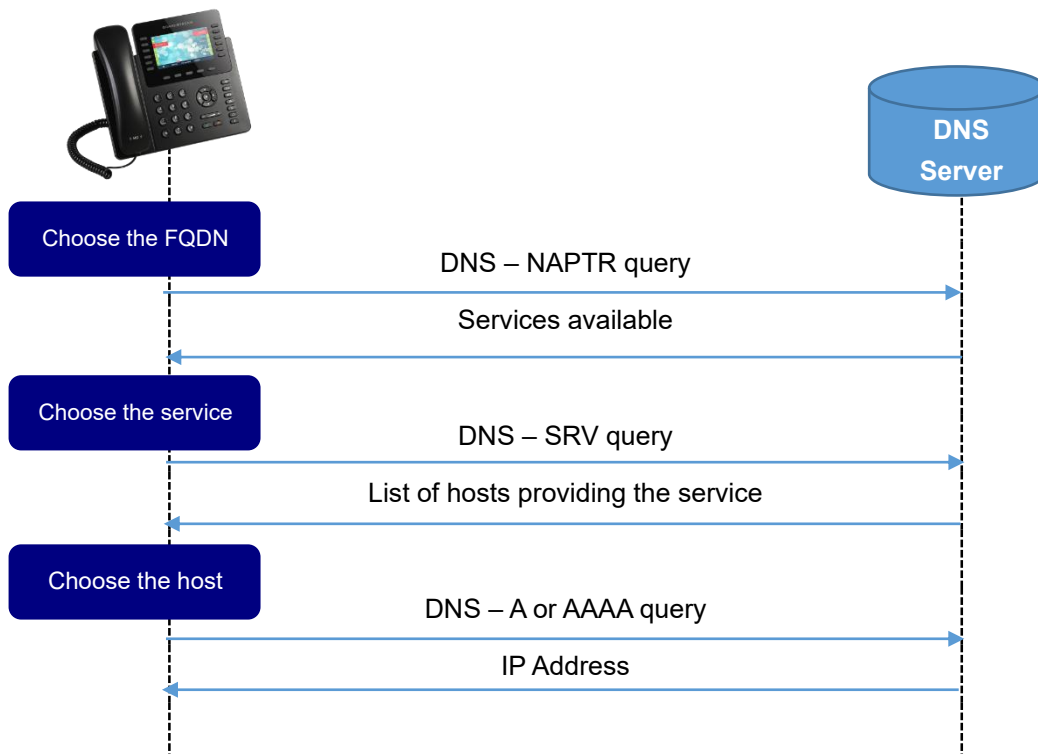 DNS
Server
Choose the FQDN
DNS – NAPTR query
Services available
Choose the service
DNS – SRV query
List of hosts providing the service
Choose the host
DNS – A or AAAA query
IP Address